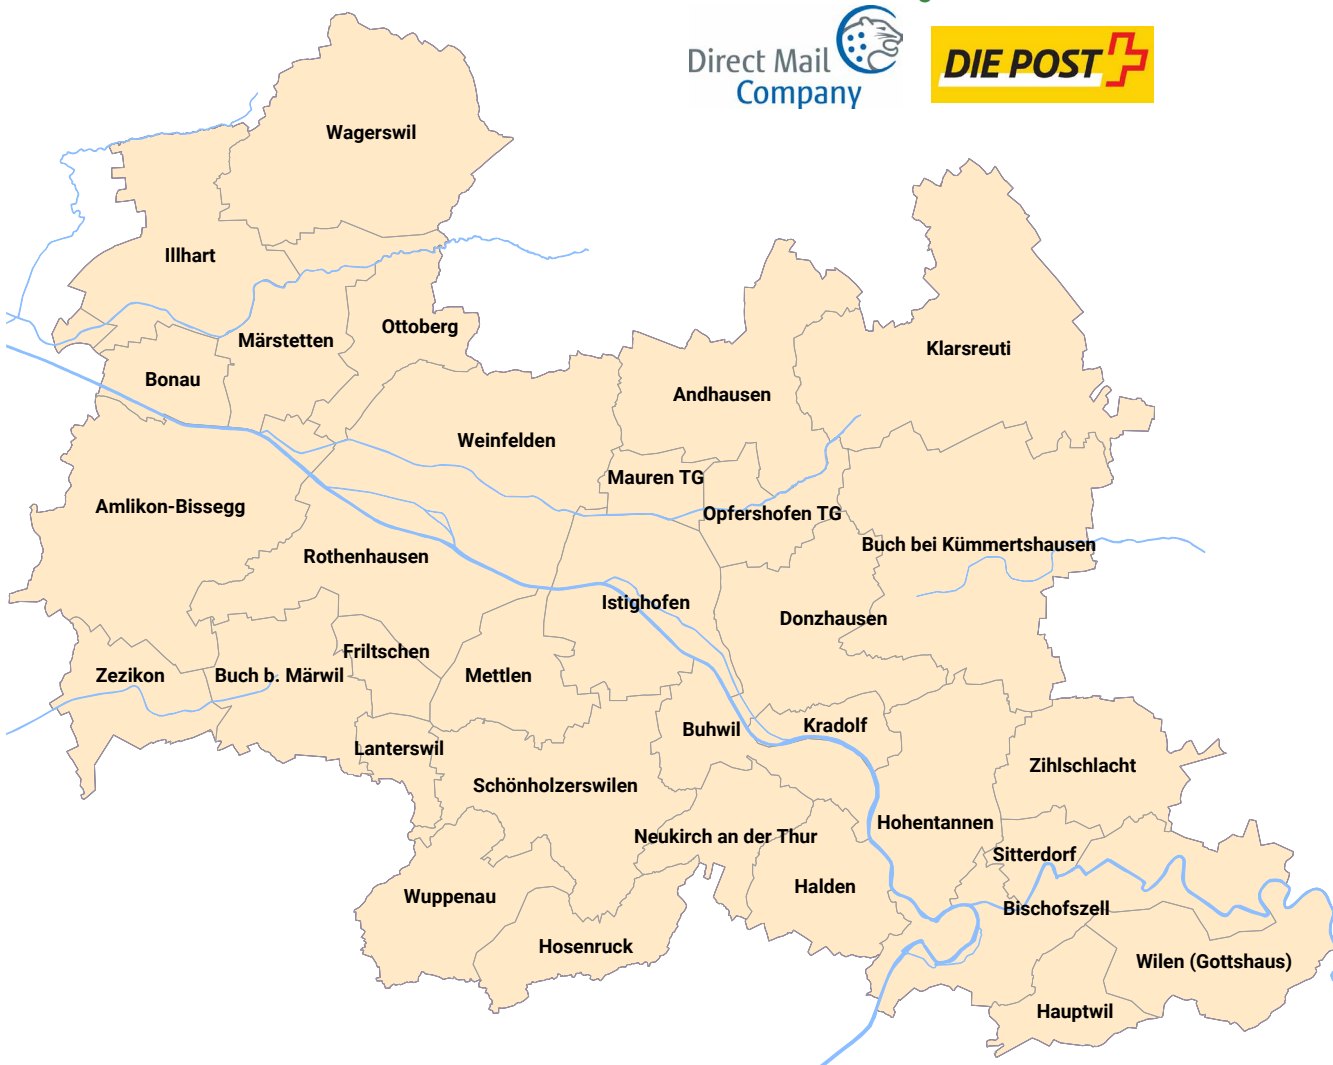 Direct Mail
Company
DIE POST
Wagerswil
Illhart
Ottoberg
Märstetten
Klarsreuti
Bonau
Andhausen
Weinfelden
Mauren TG
Amlikon-Bissegg
Opfershofen TG
Buch bei Kümmertshausen
Rothenhausen
Istighofen
Donzhausen
Friltschen
Zezikon
Buch b. Märwil
Mettlen
Kradolf
Buhwil
Lanterswil
Zihlschlacht
Schönholzerswilen
Hohentannen
Neukirch an der Thur
Sitterdorf
Halden
Wuppenau
Bischofszell
Hosenruck
Wilen (Gottshaus)
Hauptwil